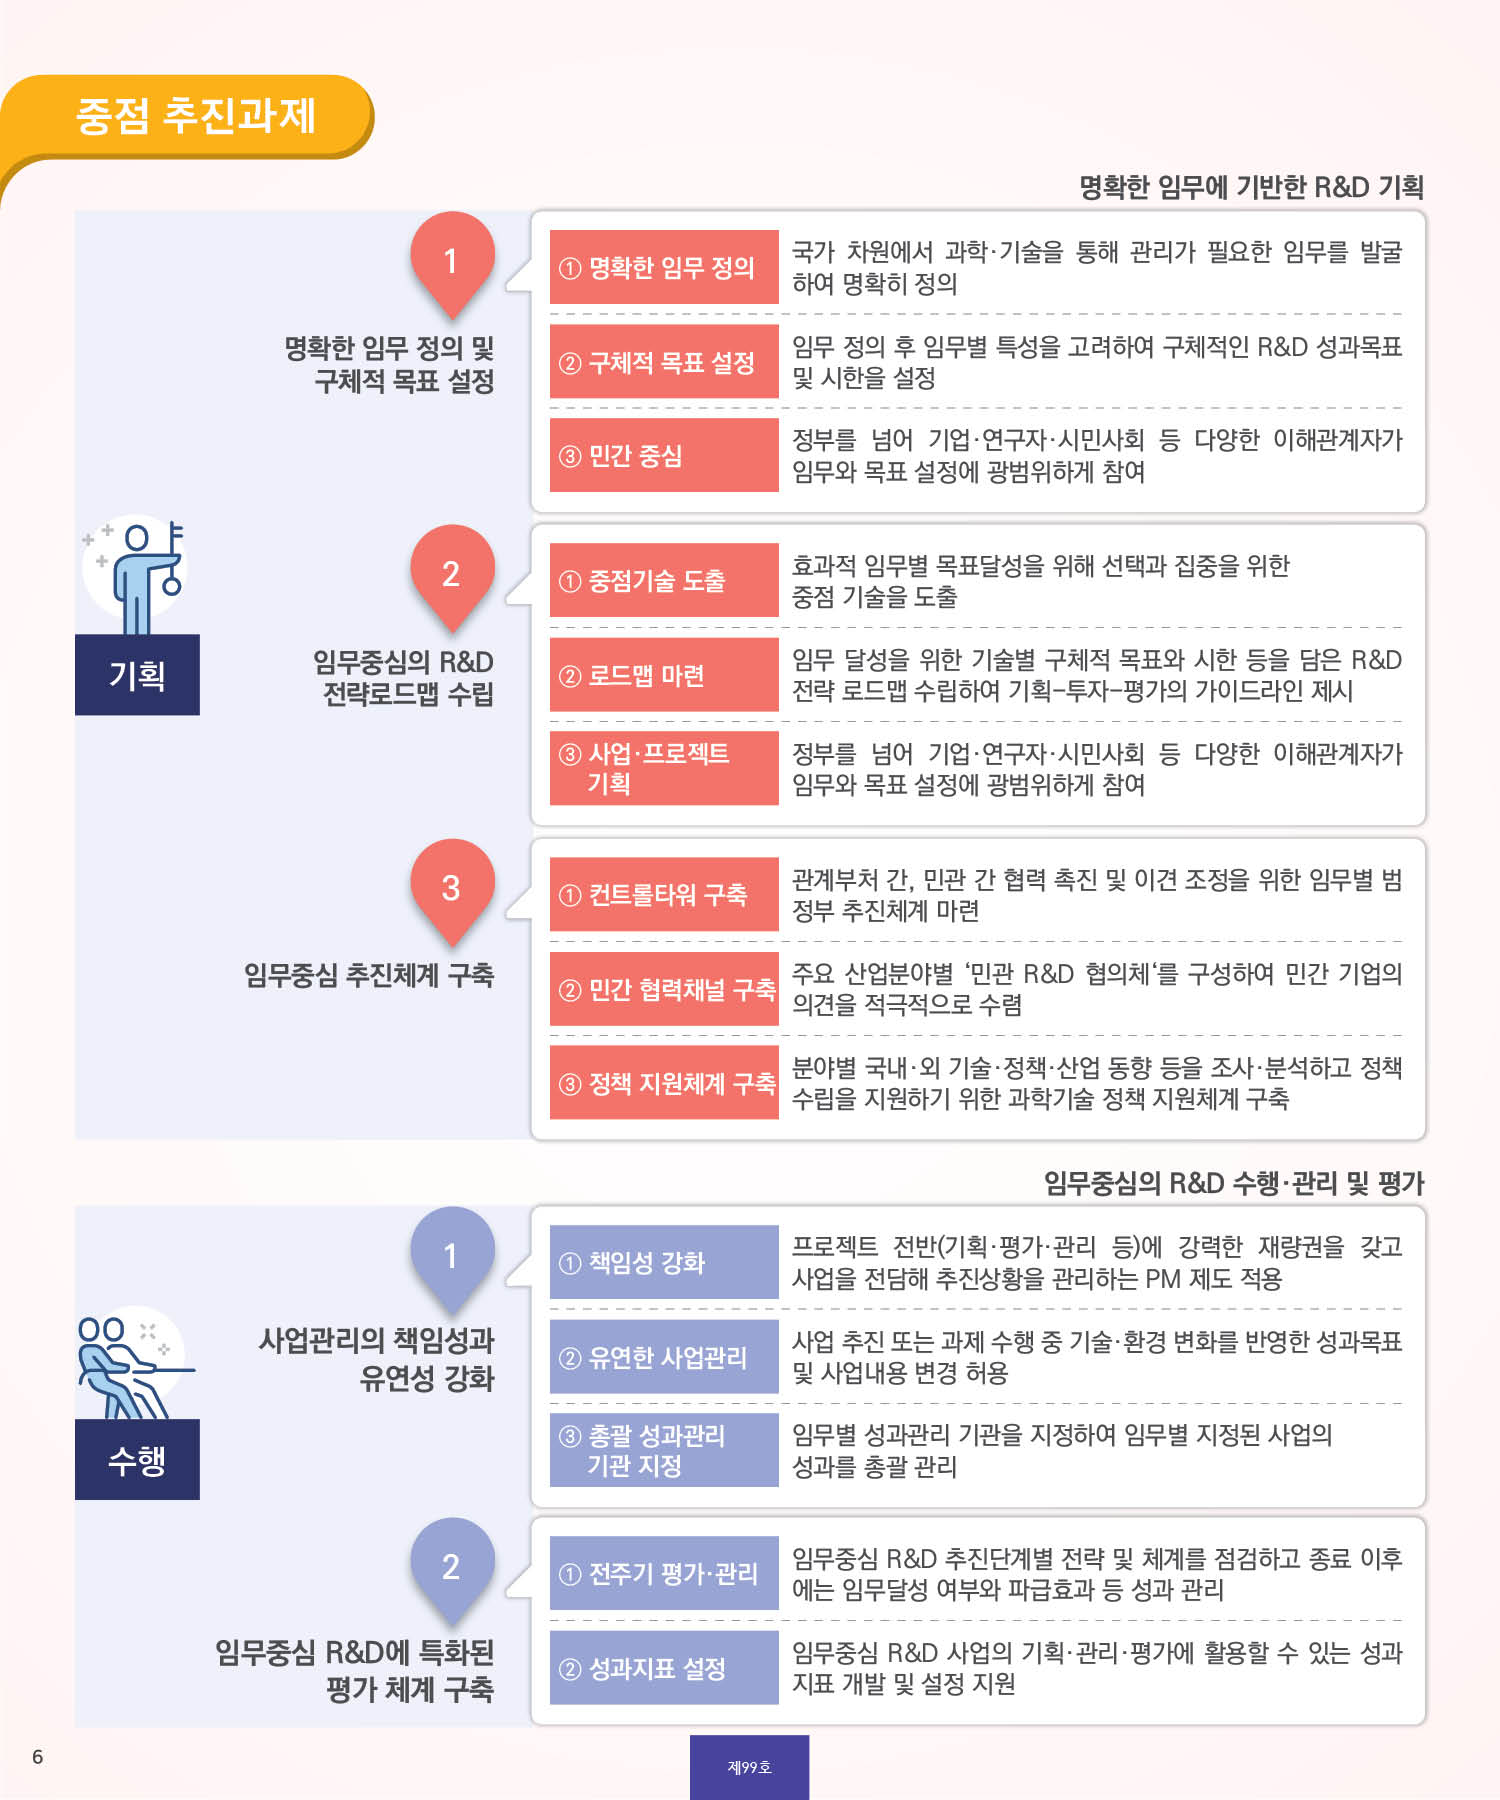 중점 추진과제
명확한 임무에 기반한 R&D 기획
기획
1
명확한 임무 정의 및
구체적 목표 설정
① 명확한 임무 정의
국가 차원에서 과학·기술을 통해 관리가 필요한 임무를 발굴
하여 명확히 정의
② 구체적 목표 설정
임무 정의 후 임무별 특성을 고려하여 구체적인 R&D 성과목표
및 시한을 설정
③ 민간 중심
정부를 넘어 기업·연구자·시민사회 등 다양한 이해관계자가
임무와 목표 설정에 광범위하게 참여
2
임무중심의 R&D
전략로드맵 수립
① 중점기술 도출
효과적 임무별 목표달성을 위해 선택과 집중을 위한
중점 기술을 도출
② 로드맵 마련
임무 달성을 위한 기술별 구체적 목표와 시한 등을 담은 R&D
전략 로드맵 수립하여 기획-투자-평가의 가이드라인 제시
③ 사업·프로젝트
기획
정부를 넘어 기업·연구자·시민사회 등 다양한 이해관계자가
임무와 목표 설정에 광범위하게 참여
3
임무중심 추진체계 구축
① 컨트롤타워 구축
관계부처 간, 민관 간 협력 촉진 및 이견 조정을 위한 임무별 범
정부 추진체계 마련
② 민간 협력채널 구축
주요 산업분야별 ‘민관 R&D 협의체‘를 구성하여 민간 기업의
의견을 적극적으로 수렴
③ 정책 지원체계 구축
분야별 국내·외 기술·정책·산업 동향 등을 조사·분석하고 정책
수립을 지원하기 위한 과학기술 정책 지원체계 구축
임무중심의 R&D 수행·관리 및 평가
수행
1
사업관리의 책임성과
유연성 강화
① 책임성 강화
프로젝트 전반(기획·평가·관리 등)에 강력한 재량권을 갖고
사업을 전담해 추진상황을 관리하는 PM 제도 적용
② 유연한 사업관리
사업 추진 또는 과제 수행 중 기술·환경 변화를 반영한 성과목표
및 사업내용 변경 허용
③ 총괄 성과관리
기관 지정
임무별 성과관리 기관을 지정하여 임무별 지정된 사업의
성과를 총괄 관리
2
임무중심 R&D에 특화된
평가 체계 구축
① 전주기 평가·관리
임무중심 R&D 추진단계별 전략 및 체계를 점검하고 종료 이후
에는 임무달성 여부와 파급효과 등 성과 관리
② 성과지표 설정
임무중심 R&D 사업의 기획·관리·평가에 활용할 수 있는 성과
지표 개발 및 설정 지원
6
제99호